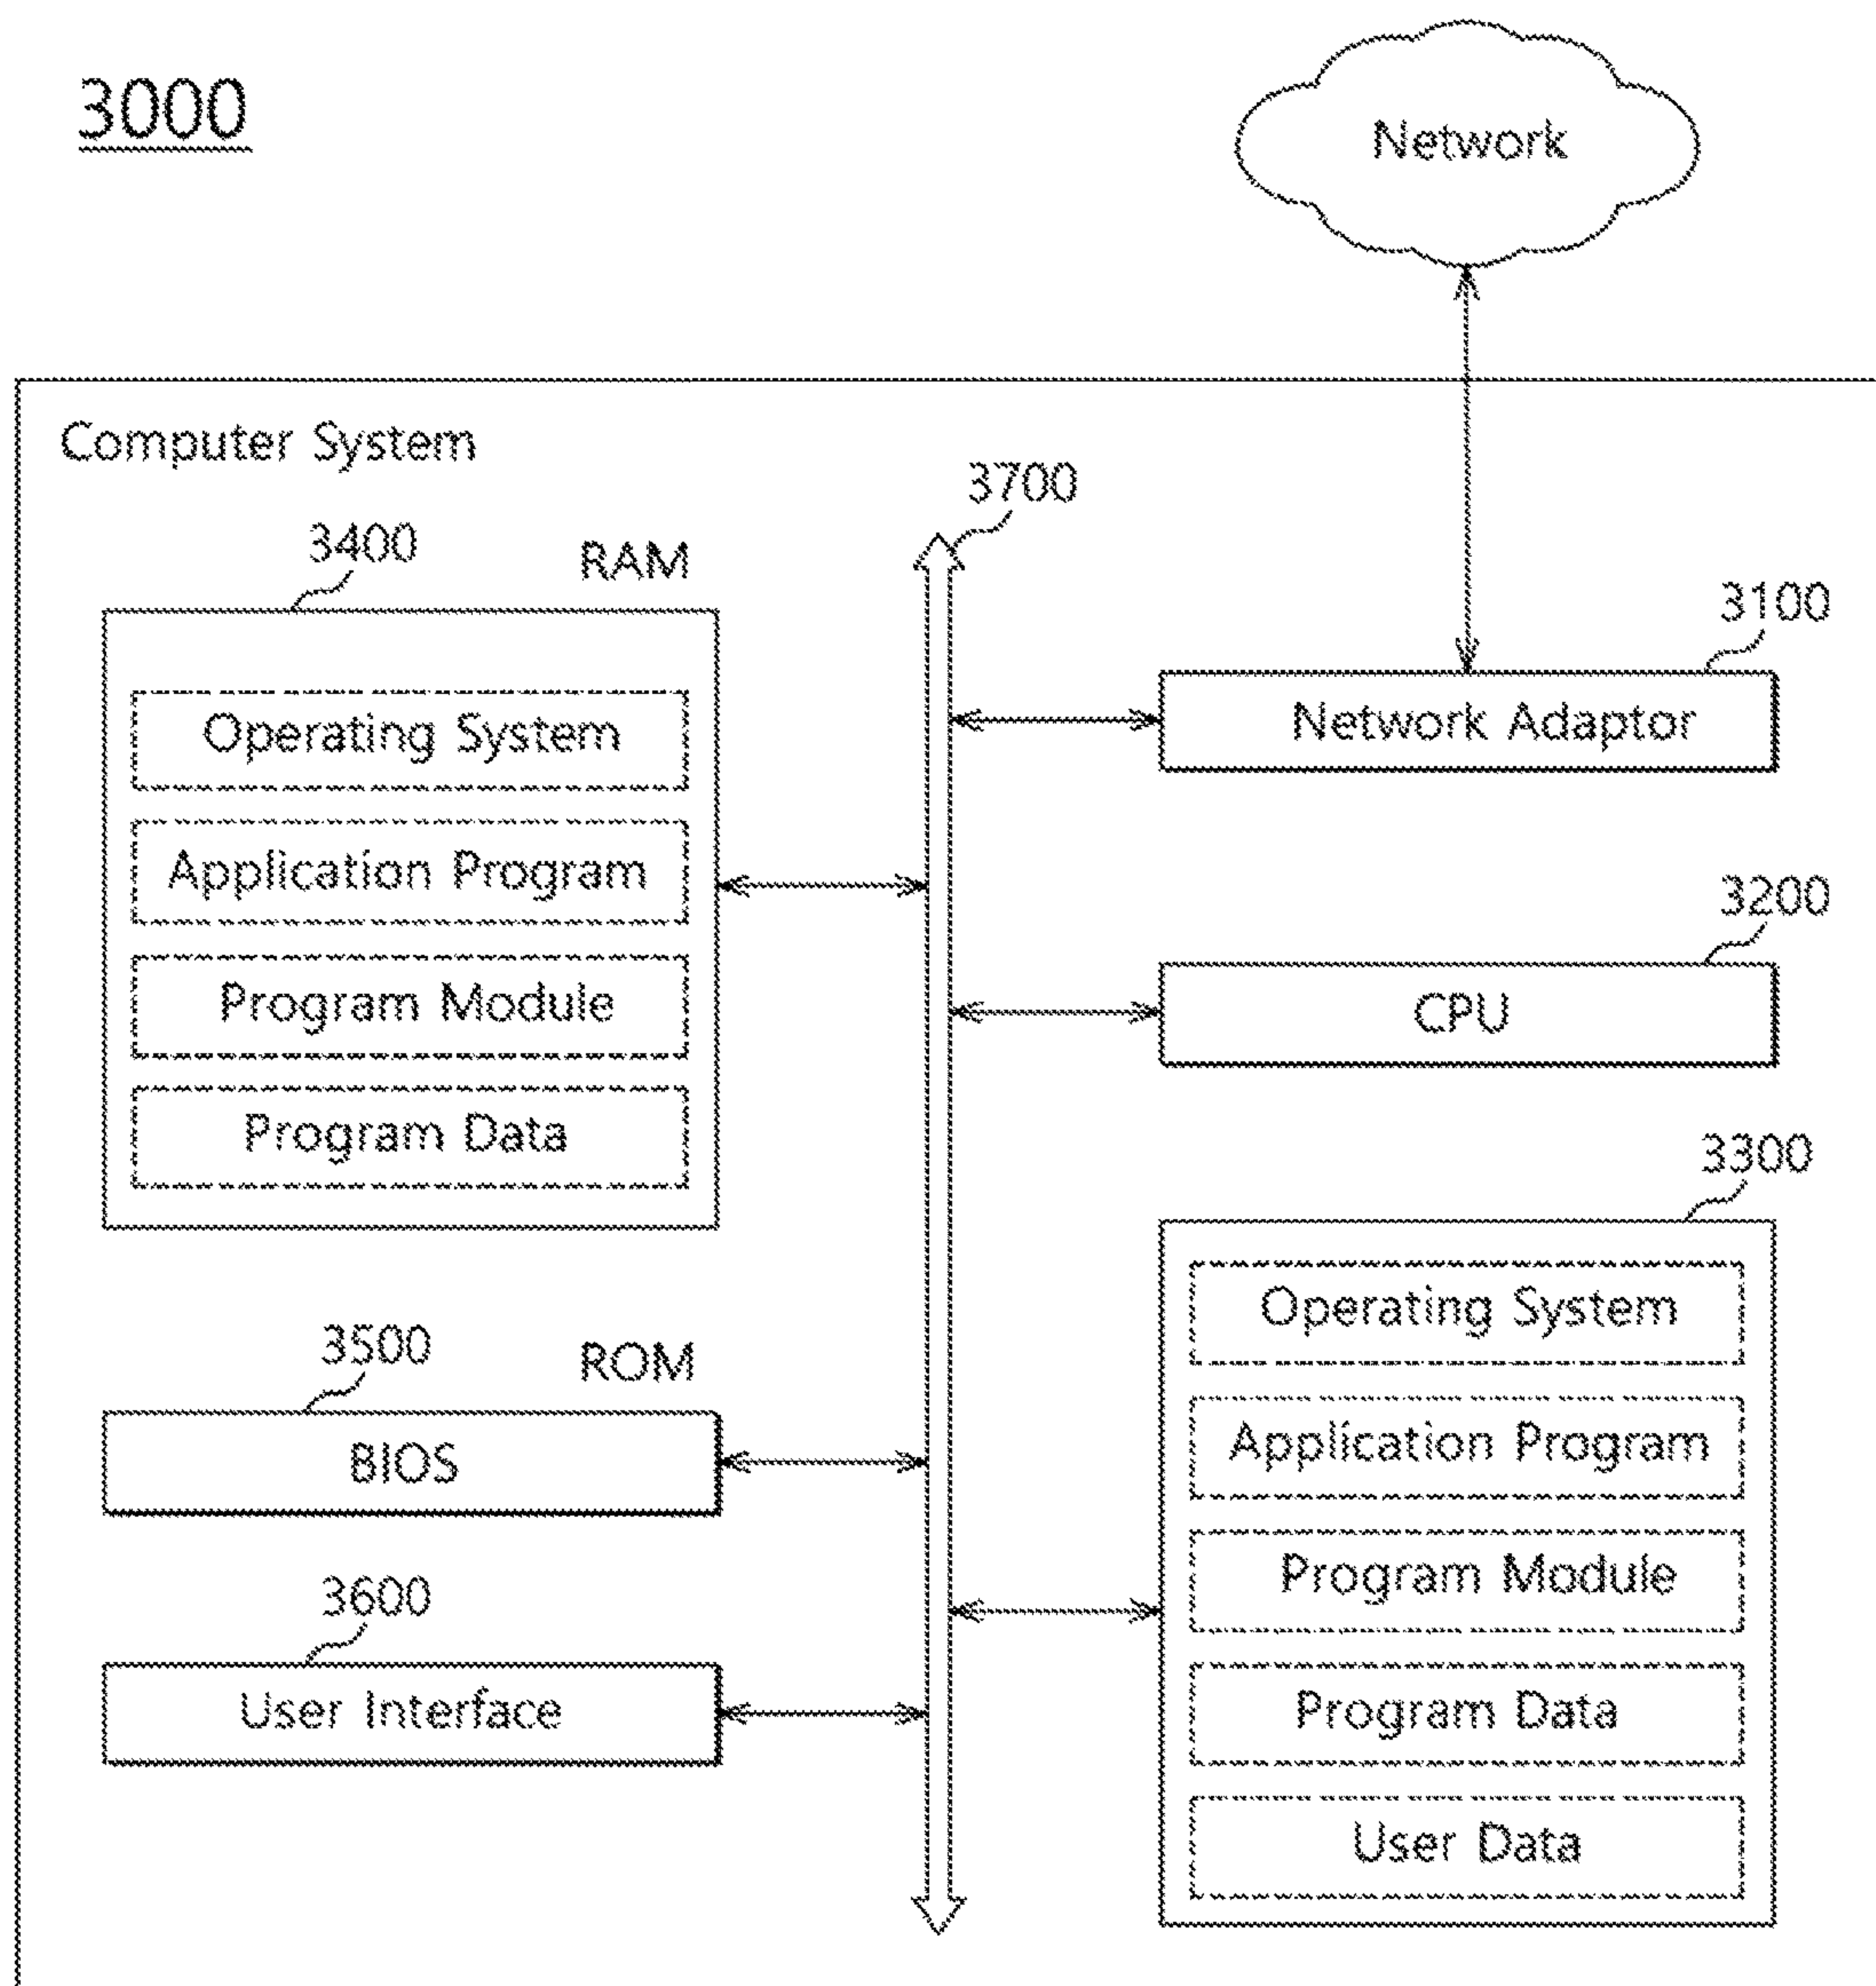 3000
Network
Computer System
3700
3400
RAM
Operating System
Application Program
Program Module
Program Data
3100
Network Adaptor
3200
CPU
3300
Operating System
Application Program
Program Module
Program Data
User Data
3500
ROM
BIOS
3600
User Interface